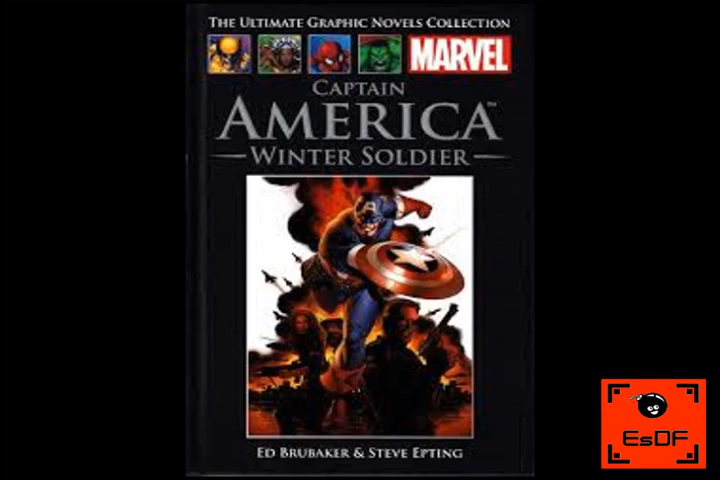 THE ULTIMATE GRAPHIC NOVELS COLLECTION
MARVEL
CAPTAIN
AMERICA™
WINTER SOLDIER
ED BRUBAKER & STEVE EPTING
EsDF